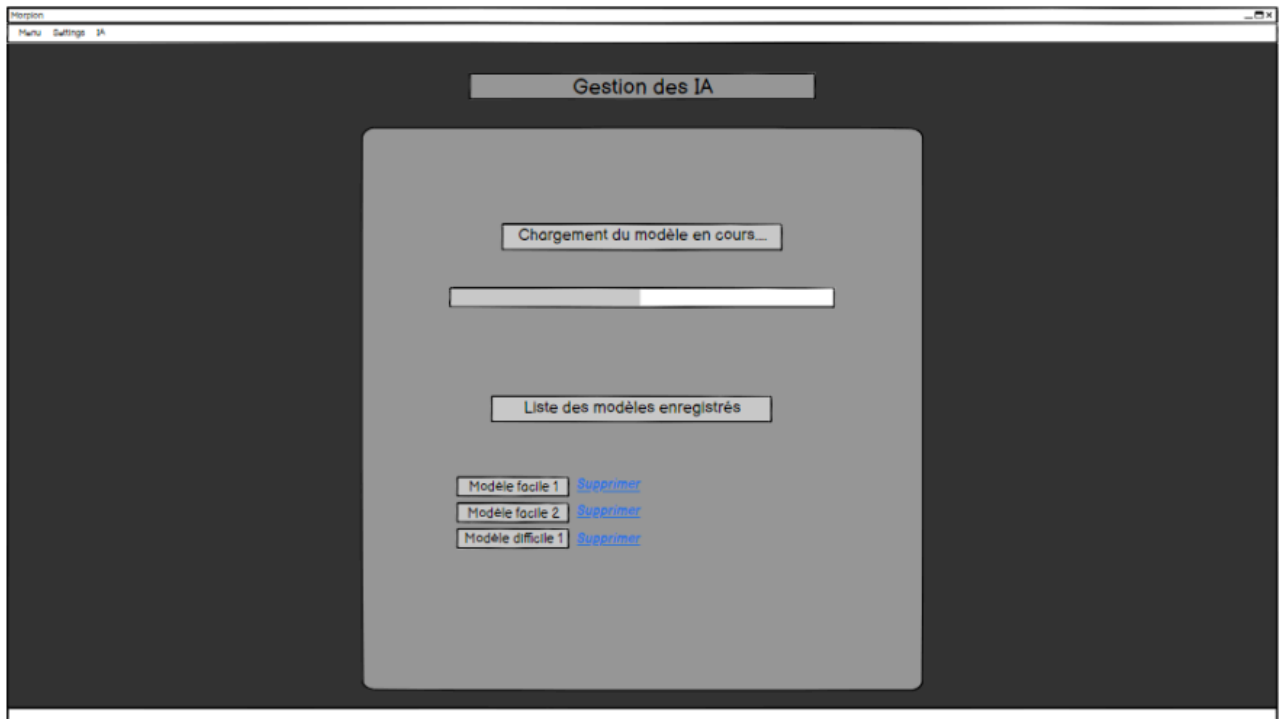 Morpion
Menu Settings IA
Gestion des IA
Chargement du modèle en cours....
Liste des modèles enregistrés
Modèle facile 1 Supprimer
Modèle facile 2 Supprimer
Modèle difficile 1 Supprimer